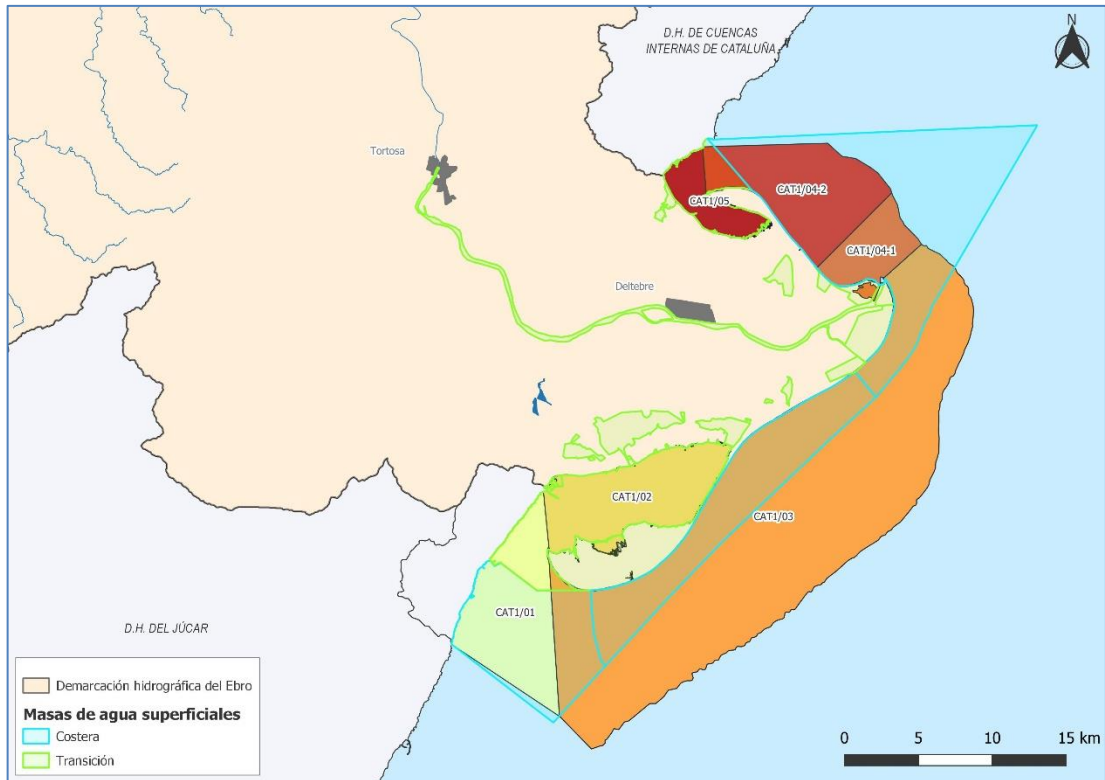 D.H. DE CUENCAS
INTERNAS DE CATALUÑA
N
Tortosa
CAT1/05
CAT1/04-2
CAT1/04-1
Deltebre
CAT1/02
CAT1/03
CAT1/01
D.H. DEL JÚCAR
Demarcación hidrográfica del Ebro
Masas de agua superficiales
Costera
Transición
0 5 10 15 km